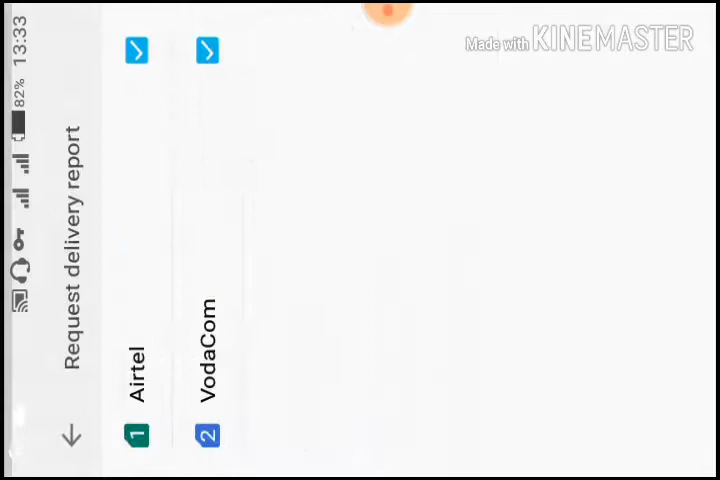 82% 13:33
Request delivery report
1 Airtel
2 VodaCom
Made with KINEMASTER